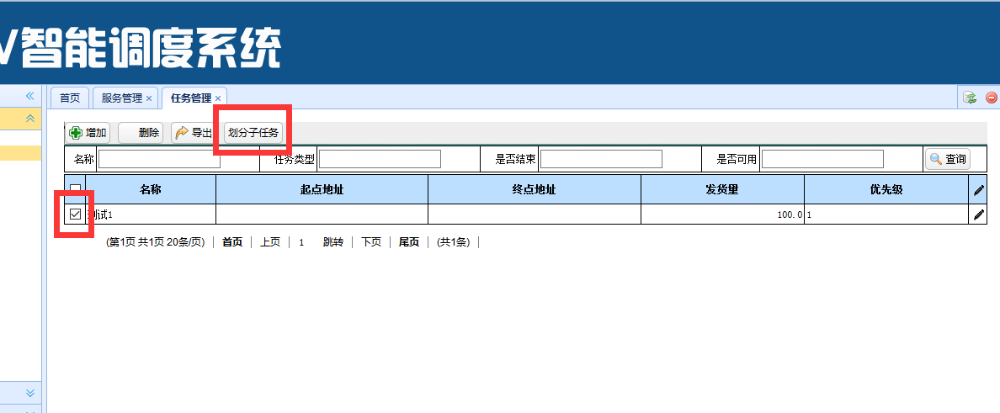 V智能调度系统
首页 服务管理 任务管理
增加 删除 导出 划分子任务
名称 任务类型 是否结束 是否可用 查询
名称 起点地址 终点地址 发货量 优先级
测试1 100.0 1
(第1页 共1页 20条/页) | 首页 | 上页 | 1 跳转 | 下页 | 尾页 | (共1条) |